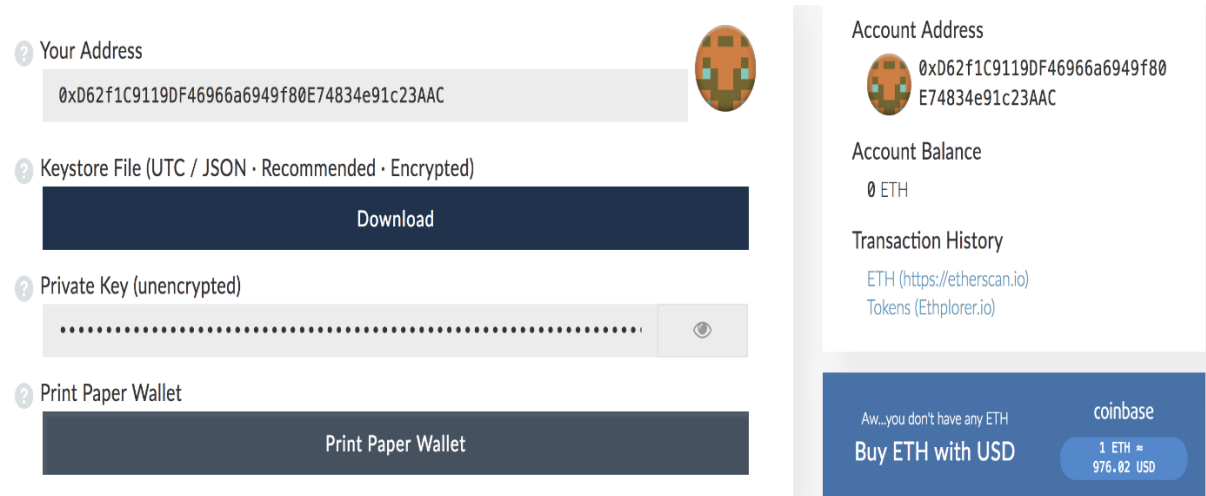 Your Address
0xD62f1C9119DF46966a6949f80E74834e91c23AAC
Keystore File (UTC / JSON · Recommended · Encrypted)
Download
Private Key (unencrypted)
Print Paper Wallet
Print Paper Wallet
Account Address
0xD62f1C9119DF46966a6949f80
E74834e91c23AAC
Account Balance
0 ETH
Transaction History
ETH (https://etherscan.io)
Tokens (Ethplorer.io)
Aw...you don't have any ETH
Buy ETH with USD
coinbase
1 ETH ≈
976.02 USD